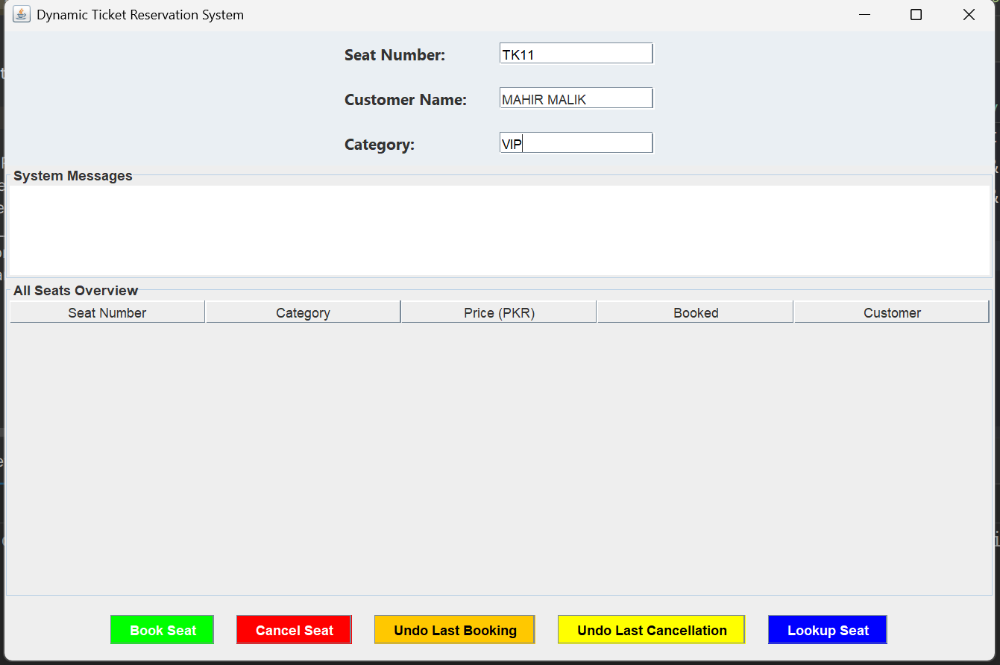 Dynamic Ticket Reservation System
Seat Number: TK11
Customer Name: MAHIR MALIK
Category: VIP
System Messages
All Seats Overview
Seat Number Category Price (PKR) Booked Customer
Book Seat Cancel Seat Undo Last Booking Undo Last Cancellation Lookup Seat